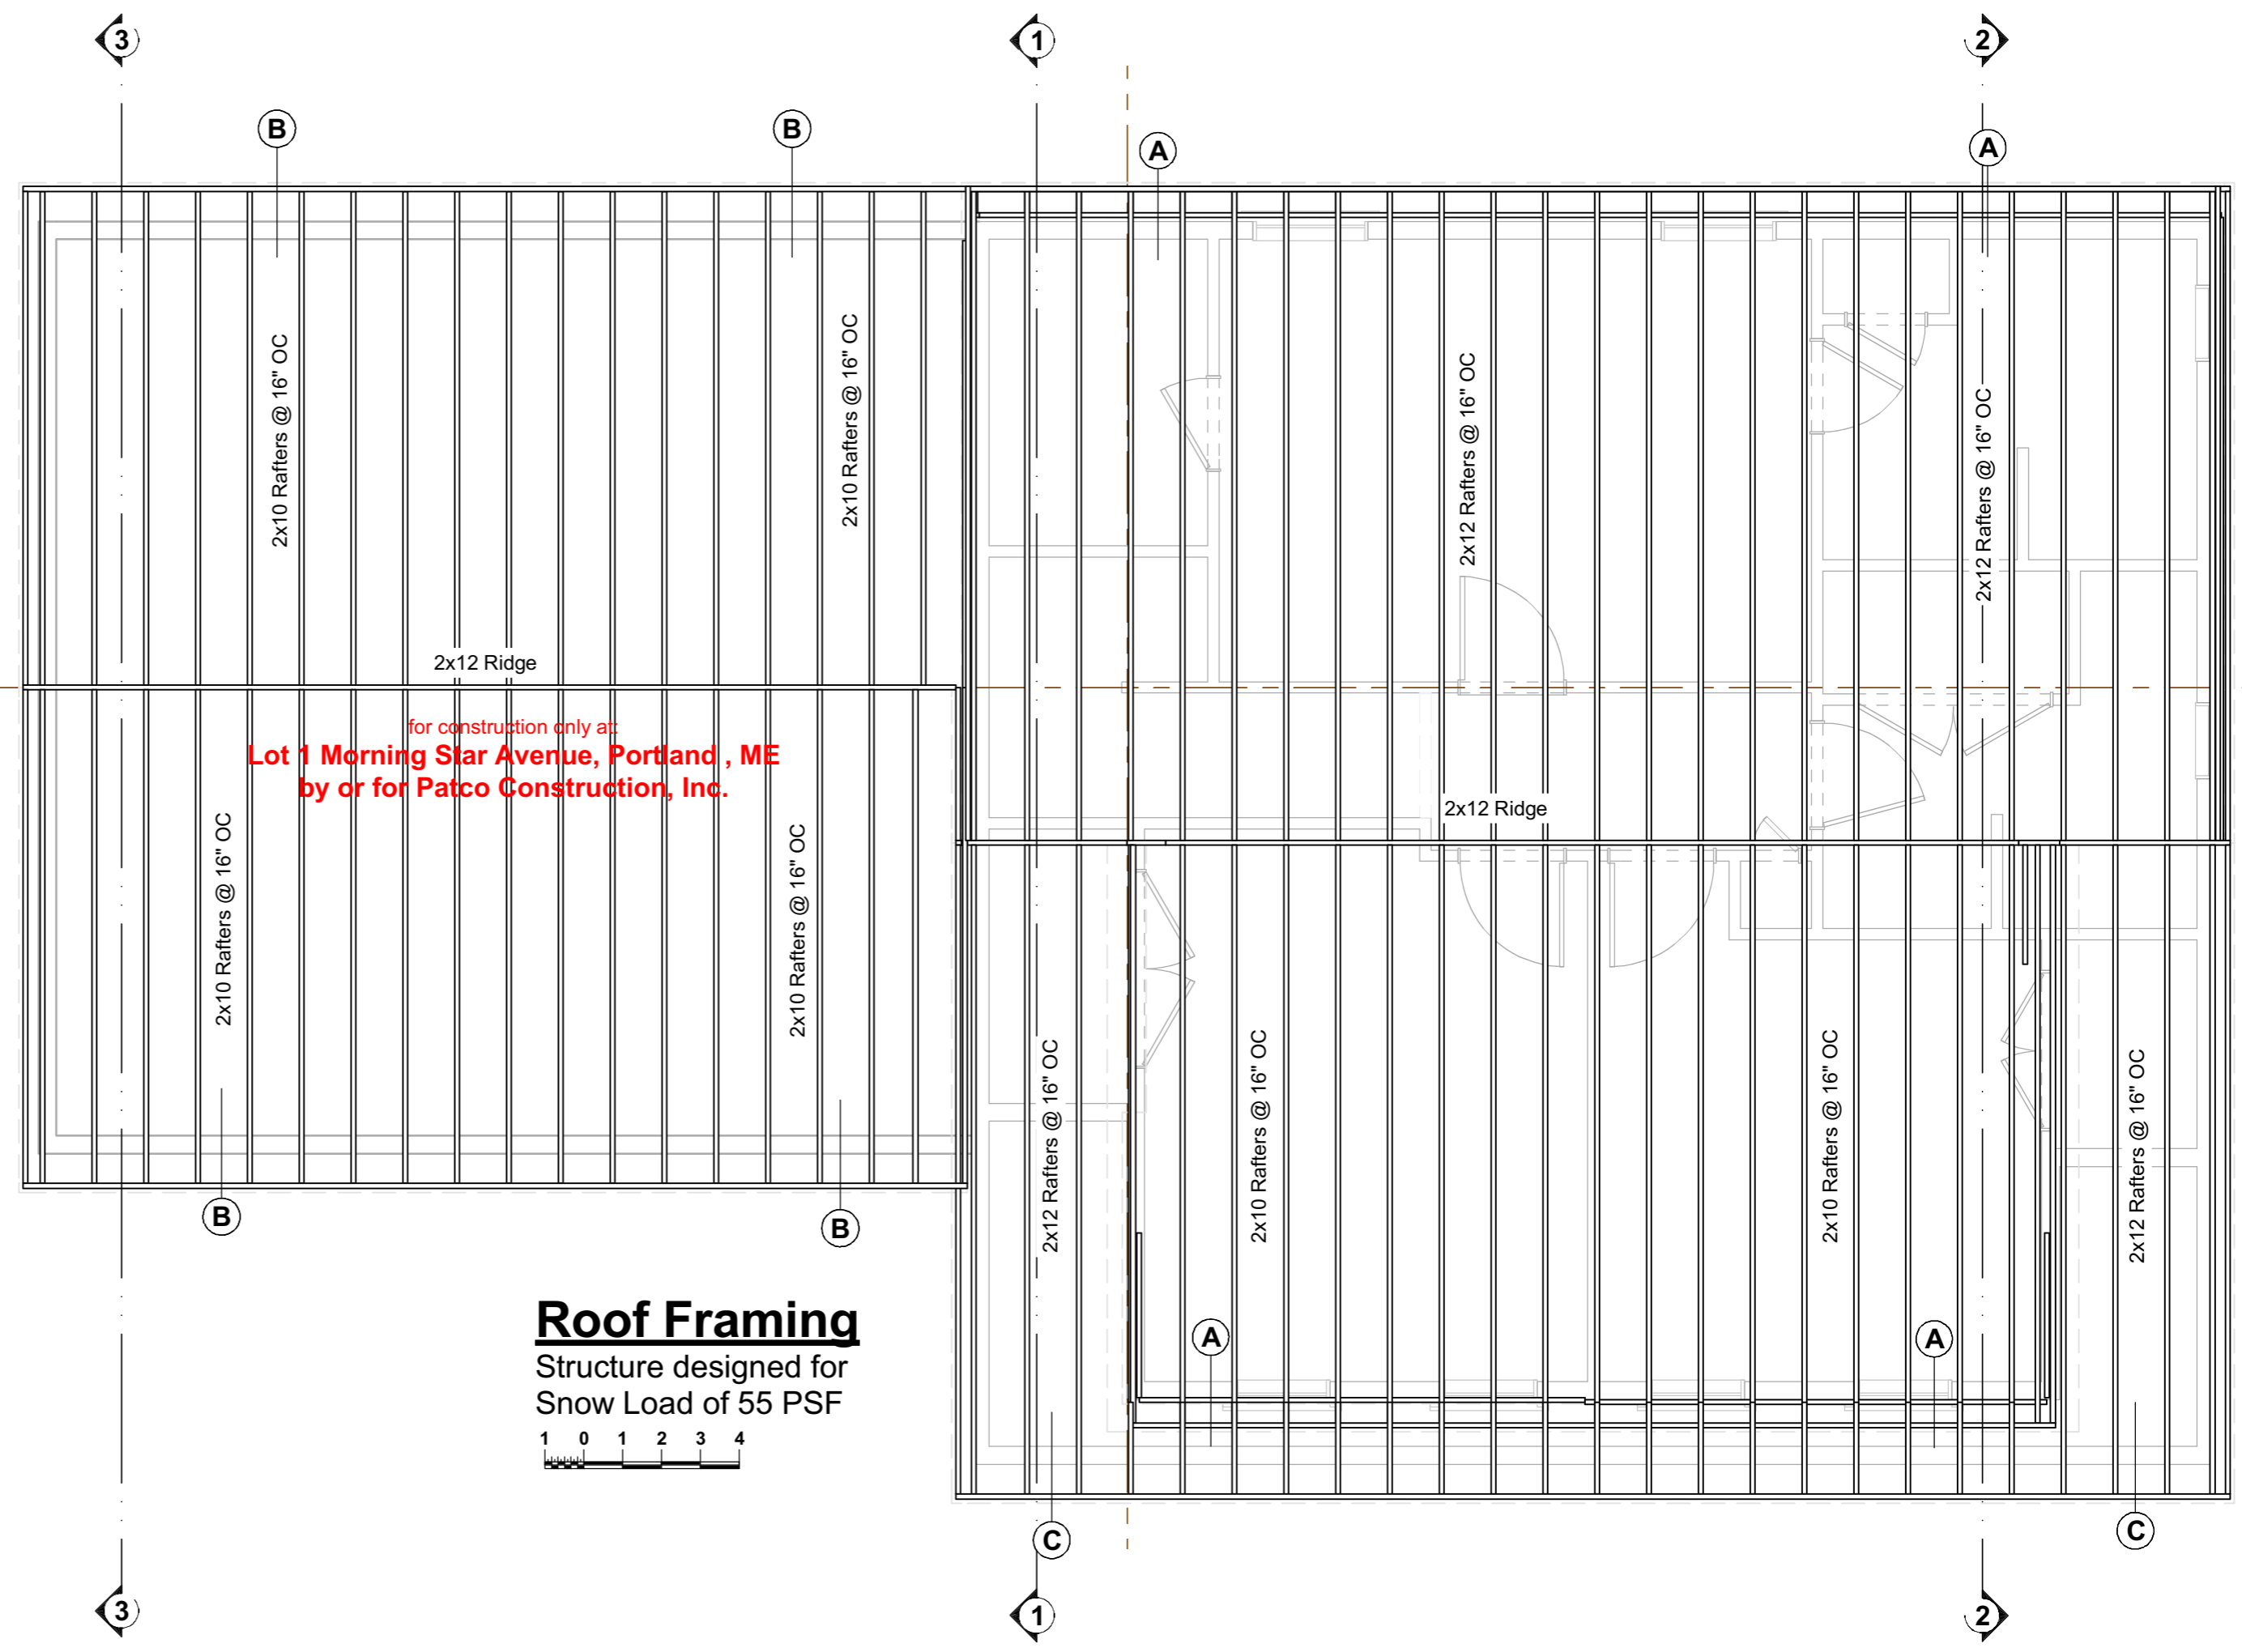 3
1
2
B
B
A
A
2x10 Rafters @ 16" OC
2x10 Rafters @ 16" OC
2x12 Rafters @ 16" OC
2x12 Rafters @ 16" OC
2x12 Ridge
for construction only at:
Lot 1 Morning Star Avenue, Portland , ME
by or for Patco Construction, Inc.
2x12 Ridge
2x10 Rafters @ 16" OC
2x10 Rafters @ 16" OC
2x12 Rafters @ 16" OC
2x10 Rafters @ 16" OC
2x10 Rafters @ 16" OC
2x12 Rafters @ 16" OC
B
B
A
A
Roof Framing
Structure designed for
Snow Load of 55 PSF
1 0 1 2 3 4
C
C
3
1
2